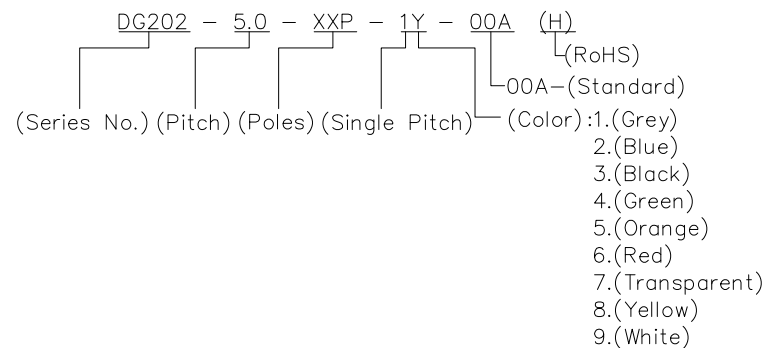 DG202 - 5.0 - XXP - 1Y - 00A (H)
(RoHS)
00A-(Standard)
(Series No.) (Pitch) (Poles) (Single Pitch) (Color):1.(Grey)
2.(Blue)
3.(Black)
4.(Green)
5.(Orange)
6.(Red)
7.(Transparent)
8.(Yellow)
9.(White)